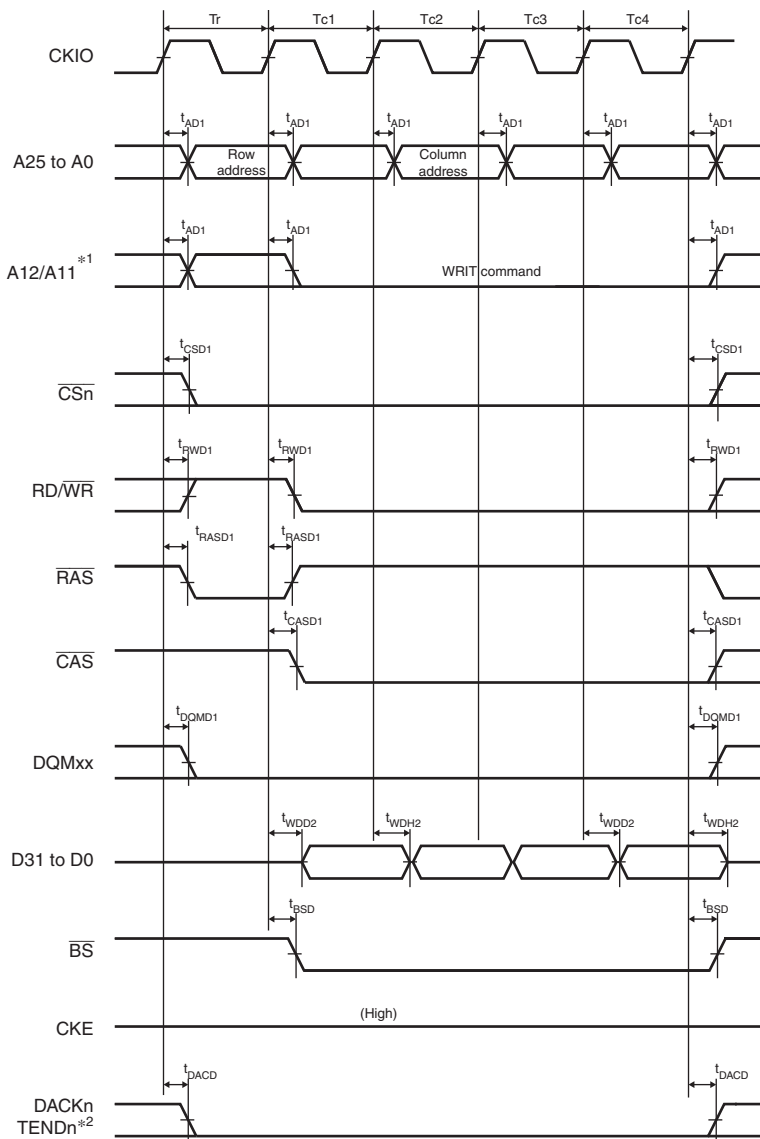 Tr Tc1 Tc2 Tc3 Tc4
CKIO
tAD1 tAD1 tAD1 tAD1 tAD1 tAD1
A25 to A0
Row address
Column address
tAD1 tAD1 tAD1
A12/A11 *1
WRIT command
tCSD1 tCSD1
CSn
tRWD1 tRWD1 tRWD1
RD/WR
tRASD1 tRASD1
RAS
tCASD1 tCASD1
CAS
tDQMD1 tDQMD1
DQMxx
tWDD2 tWDH2 tWDD2 tWDH2
D31 to D0
tBSD tBSD
BS
(High)
CKE
tDACD tDACD
DACKn
TENDn*2